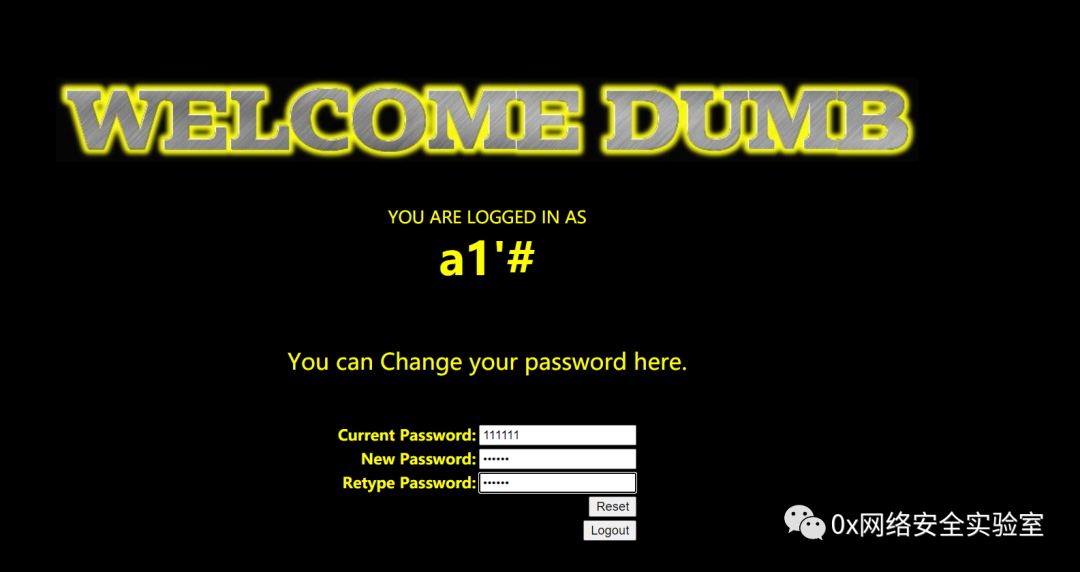 WELCOME DUMB
YOU ARE LOGGED IN AS
a1'#
You can Change your password here.
Current Password: 111111
New Password: ••••••
Retype Password: ••••••
Reset
Logout
0x网络安全实验室